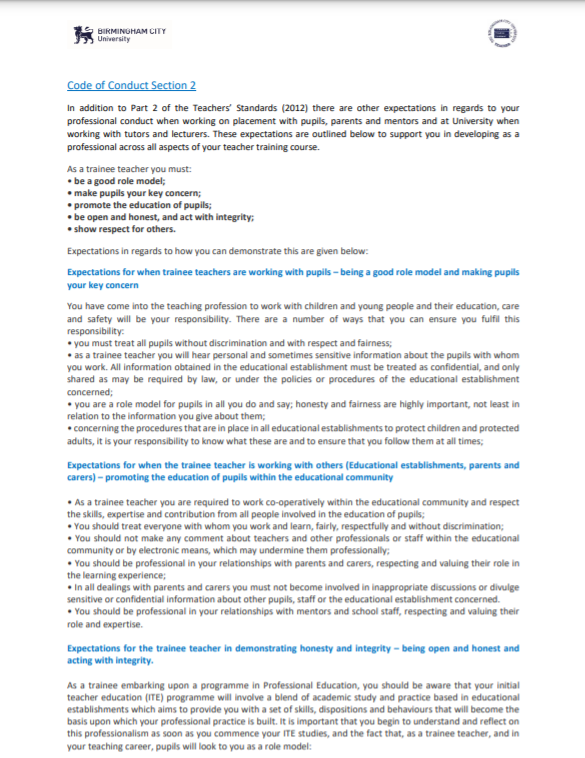 BIRMINGHAM CITY
University
Code of Conduct Section 2
In addition to Part 2 of the Teachers' Standards (2012) there are other expectations in regards to your
professional conduct when working on placement with pupils, parents and mentors and at University when
working with tutors and lecturers. These expectations are outlined below to support you in developing as a
professional across all aspects of your teacher training course.
As a trainee teacher you must:
• be a good role model;
• make pupils your key concern;
• promote the education of pupils;
• be open and honest, and act with integrity;
• show respect for others.
Expectations in regards to how you can demonstrate this are given below:
Expectations for when trainee teachers are working with pupils – being a good role model and making pupils
your key concern
You have come into the teaching profession to work with children and young people and their education, care
and safety will be your responsibility. There are a number of ways that you can ensure you fulfil this
responsibility:
• you must treat all pupils without discrimination and with respect and fairness;
• as a trainee teacher you will hear personal and sometimes sensitive information about the pupils with whom
you work. All information obtained in the educational establishment must be treated as confidential, and only
shared as may be required by law, or under the policies or procedures of the educational establishment
concerned;
• you are a role model for pupils in all you do and say; honesty and fairness are highly important, not least in
relation to the information you give about them;
• concerning the procedures that are in place in all educational establishments to protect children and protected
adults, it is your responsibility to know what these are and to ensure that you follow them at all times;
Expectations for when the trainee teacher is working with others (Educational establishments, parents and
carers) – promoting the education of pupils within the educational community
• As a trainee teacher you are required to work co-operatively within the educational community and respect
the skills, expertise and contribution from all people involved in the education of pupils;
• You should treat everyone with whom you work and learn, fairly, respectfully and without discrimination;
• You should not make any comment about teachers and other professionals or staff within the educational
community or by electronic means, which may undermine them professionally;
• You should be professional in your relationships with parents and carers, respecting and valuing their role in
the learning experience;
• In all dealings with parents and carers you must not become involved in inappropriate discussions or divulge
sensitive or confidential information about other pupils, staff or the educational establishment concerned.
• You should be professional in your relationships with mentors and school staff, respecting and valuing their
role and expertise.
Expectations for the trainee teacher in demonstrating honesty and integrity – being open and honest and
acting with integrity.
As a trainee embarking upon a programme in Professional Education, you should be aware that your initial
teacher education (ITE) programme will involve a blend of academic study and practice based in educational
establishments which aims to provide you with a set of skills, dispositions and behaviours that will become the
basis upon which your professional practice is built. It is important that you begin to understand and reflect on
this professionalism as soon as you commence your ITE studies, and the fact that, as a trainee teacher, and in
your teaching career, pupils will look to you as a role model: